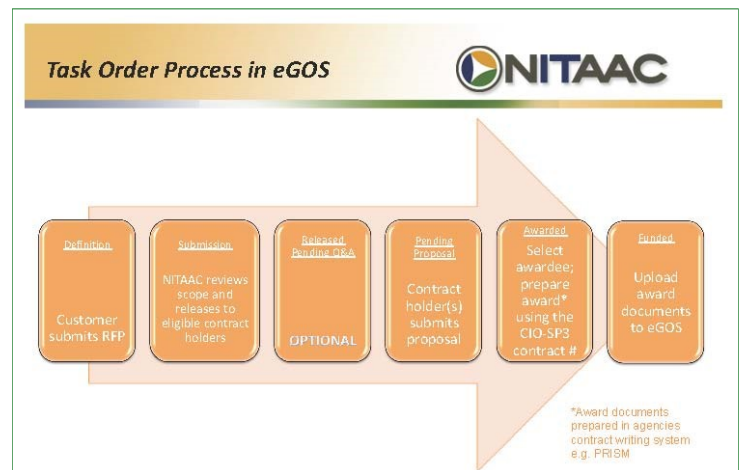 Task Order Process in eGOS
NITAAC
Definition
Customer
submits RFP
Submission
NITAAC reviews
scope and
releases to
eligible contract
holders
Released
Pending Q&A
OPTIONAL
Pending
Proposal
Contract
holder(s)
submits
proposal
Awarded
Select
awardee;
prepare
award*
using the
CIO-SP3
contract #
Funded
Upload
award
documents
to eGOS
*Award documents
prepared in agencies
contract writing system
e.g. PRISM